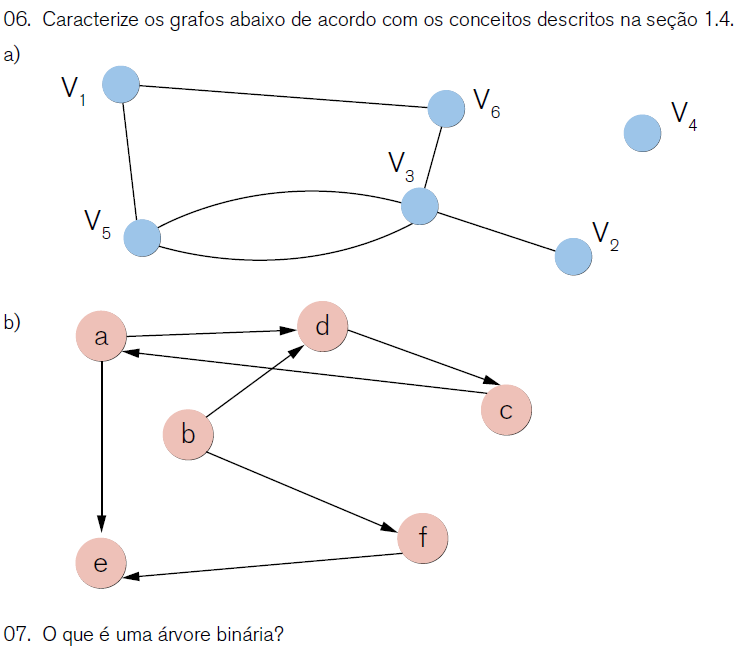 06. Caracterize os grafos abaixo de acordo com os conceitos descritos na seção 1.4.
a)
V1
V6
V4
V3
V5
V2
b)
a
d
c
b
f
e
07. O que é uma árvore binária?